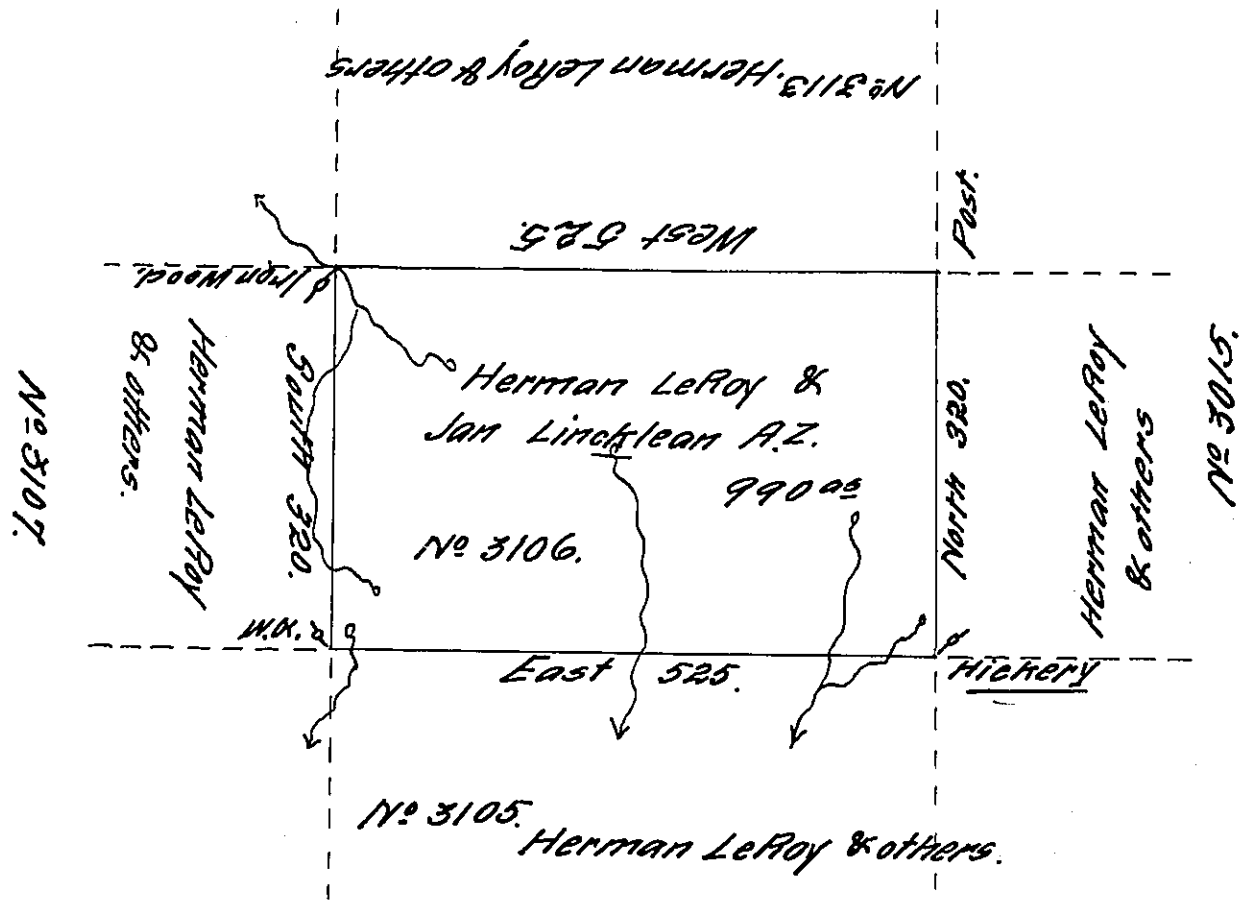 Nº 3113, Herman LeRoy & others
Post.
West 525.
Iron Wood.
Herman LeRoy
& others.
Nº 3107.
South 320.
Herman LeRoy &
Jan Lincklean A.Z.
990 as
Nº 3106.
North 320.
Herman LeRoy
& others
Nº 3015.
W.O.
East 525.
Hickery
Nº 3105.
Herman LeRoy & others.